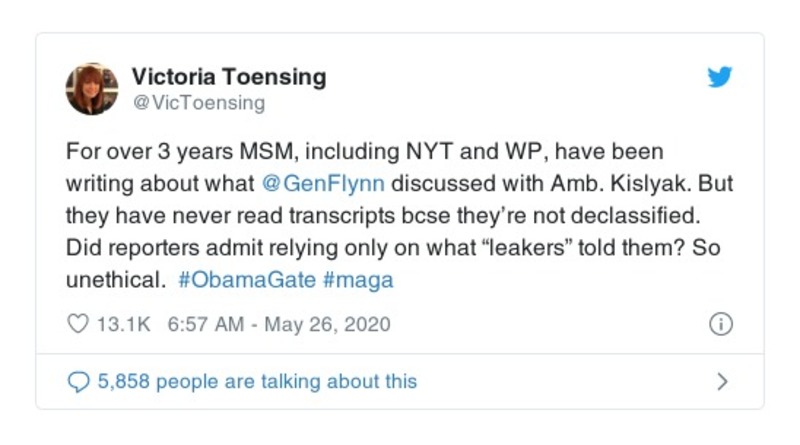 Victoria Toensing
@VicToensing
For over 3 years MSM, including NYT and WP, have been
writing about what @GenFlynn discussed with Amb. Kislyak. But
they have never read transcripts bcse they’re not declassified.
Did reporters admit relying only on what “leakers” told them? So
unethical. #ObamaGate #maga
13.1K 6:57 AM - May 26, 2020
5,858 people are talking about this